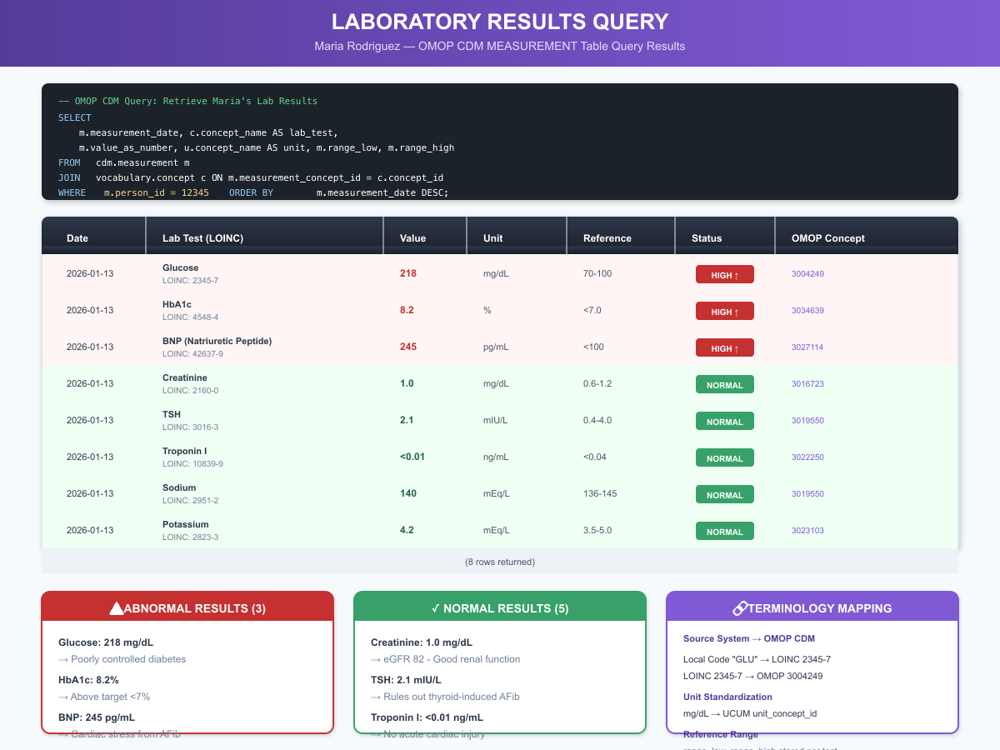 LABORATORY RESULTS QUERY
Maria Rodriguez — OMOP CDM MEASUREMENT Table Query Results
-- OMOP CDM Query: Retrieve Maria's Lab Results
SELECT
m.measurement_date, c.concept_name AS lab_test,
m.value_as_number, u.concept_name AS unit, m.range_low, m.range_high
FROM cdm.measurement m
JOIN vocabulary.concept c ON m.measurement_concept_id = c.concept_id
WHERE m.person_id = 12345 ORDER BY m.measurement_date DESC;
Date Lab Test (LOINC) Value Unit Reference Status OMOP Concept
2026-01-13 Glucose 218 mg/dL 70-100 HIGH ↑ 3004249
LOINC: 2345-7
2026-01-13 HbA1c 8.2 % <7.0 HIGH ↑ 3034639
LOINC: 4548-4
2026-01-13 BNP (Natriuretic Peptide) 245 pg/mL <100 HIGH ↑ 3027114
LOINC: 42637-9
2026-01-13 Creatinine 1.0 mg/dL 0.6-1.2 NORMAL 3016723
LOINC: 2160-0
2026-01-13 TSH 2.1 mIU/L 0.4-4.0 NORMAL 3019550
LOINC: 3016-3
2026-01-13 Troponin I <0.01 ng/mL <0.04 NORMAL 3022250
LOINC: 10839-9
2026-01-13 Sodium 140 mEq/L 136-145 NORMAL 3019550
LOINC: 2951-2
2026-01-13 Potassium 4.2 mEq/L 3.5-5.0 NORMAL 3023103
LOINC: 2823-3
(8 rows returned)
ABNORMAL RESULTS (3)
Glucose: 218 mg/dL
→ Poorly controlled diabetes
HbA1c: 8.2%
→ Above target <7%
BNP: 245 pg/mL
→ Cardiac stress from AFib
✓ NORMAL RESULTS (5)
Creatinine: 1.0 mg/dL
→ eGFR 82 - Good renal function
TSH: 2.1 mIU/L
→ Rules out thyroid-induced AFib
Troponin I: <0.01 ng/mL
→ No acute cardiac injury
TERMINOLOGY MAPPING
Source System → OMOP CDM
Local Code "GLU" → LOINC 2345-7
LOINC 2345-7 → OMOP 3004249
Unit Standardization
mg/dL → UCUM unit_concept_id
Reference Range